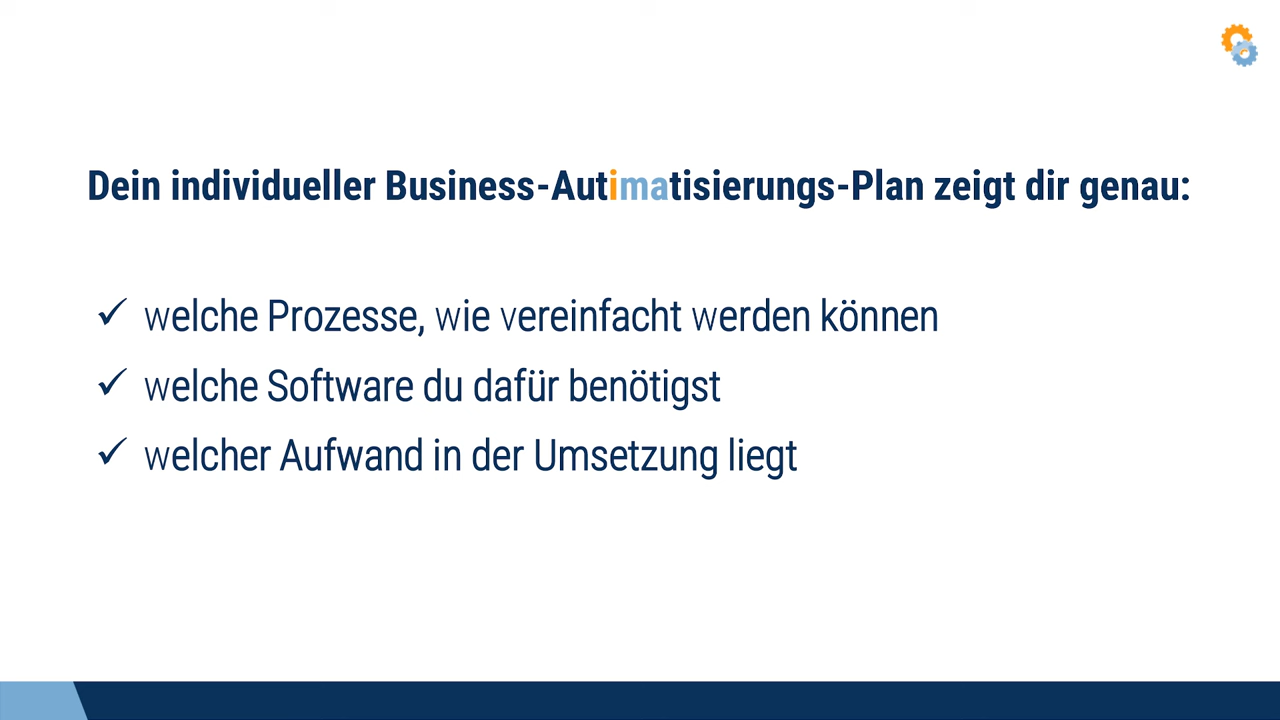 Dein individueller Business-Autimatisierungs-Plan zeigt dir genau:
✓ welche Prozesse, wie vereinfacht werden können
✓ welche Software du dafür benötigst
✓ welcher Aufwand in der Umsetzung liegt